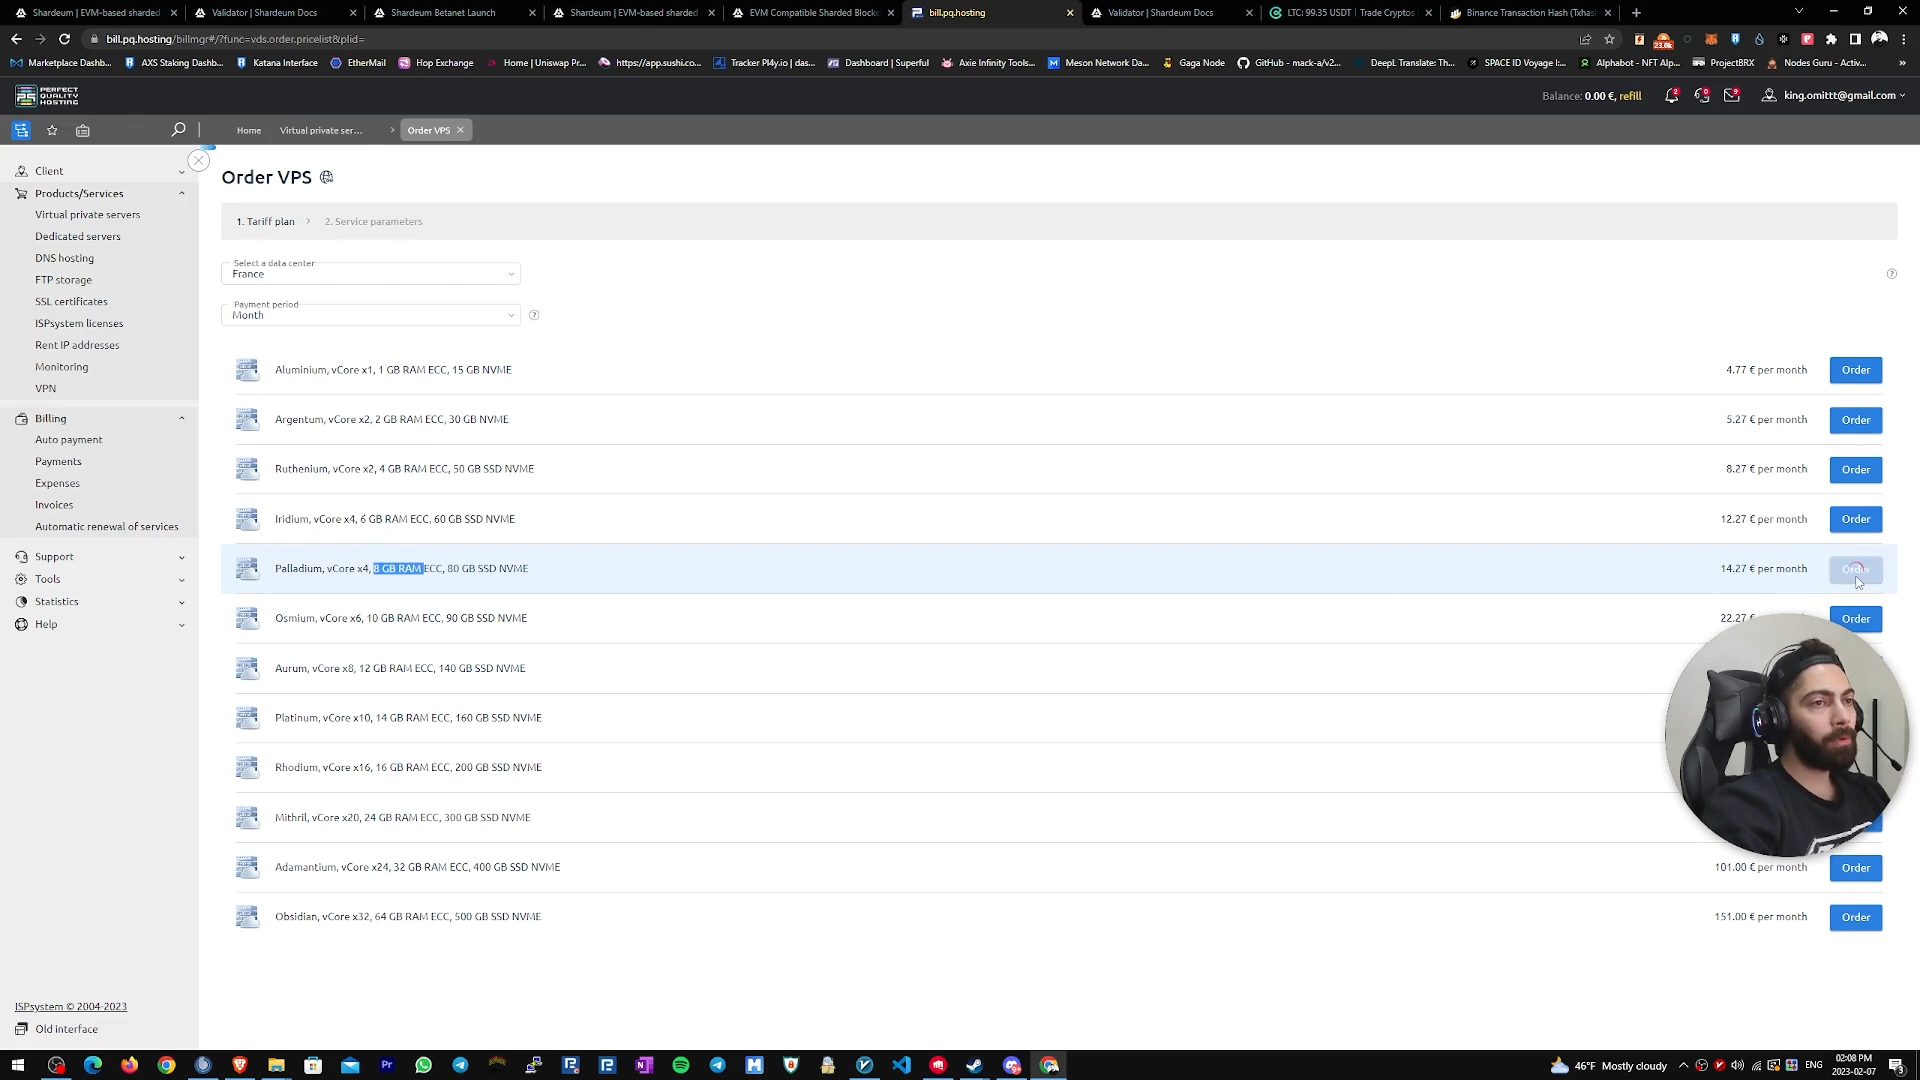 Shardeum | EVM-based sharded
Validator | Shardeum Docs
Shardeum Betanet Launch
Shardeum | EVM-based sharded
EVM Compatible Sharded Blockc
bill.pq.hosting
Validator | Shardeum Docs
LTC: 99.35 USDT | Trade Cryptos
Binance Transaction Hash (Txhas
bill.pq.hosting/billmgr#/?func=vds.order.pricelist&plid=
23.0k
Marketplace Dashb...
AXS Staking Dashb...
Katana Interface
EtherMail
Hop Exchange
Home | Uniswap Pr...
https://app.sushi.co...
Tracker Pl4y.io | das...
Dashboard | Superful
Axie Infinity Tools...
Meson Network Da...
Gaga Node
GitHub - mack-a/v2...
DeepL Translate: Th...
SPACE ID Voyage |:...
Alphabot - NFT Alp...
ProjectBRX
Nodes Guru - Activ...
PERFECT
QUALITY
HOSTING
Balance: 0.00 €, refill
king.omittt@gmail.com
Home
Virtual private ser...
Order VPS
Client
Products/Services
Virtual private servers
Dedicated servers
DNS hosting
FTP storage
SSL certificates
ISPsystem licenses
Rent IP addresses
Monitoring
VPN
Billing
Auto payment
Payments
Expenses
Invoices
Automatic renewal of services
Support
Tools
Statistics
Help
ISPsystem © 2004-2023
Old interface
Order VPS
1. Tariff plan
2. Service parameters
Select a data center
France
Payment period
Month
Aluminium, vCore x1, 1 GB RAM ECC, 15 GB NVME
4.77 € per month
Order
Argentum, vCore x2, 2 GB RAM ECC, 30 GB NVME
5.27 € per month
Order
Ruthenium, vCore x2, 4 GB RAM ECC, 50 GB SSD NVME
8.27 € per month
Order
Iridium, vCore x4, 6 GB RAM ECC, 60 GB SSD NVME
12.27 € per month
Order
Palladium, vCore x4, 8 GB RAM ECC, 80 GB SSD NVME
14.27 € per month
Order
Osmium, vCore x6, 10 GB RAM ECC, 90 GB SSD NVME
22.27
Order
Aurum, vCore x8, 12 GB RAM ECC, 140 GB SSD NVME
Platinum, vCore x10, 14 GB RAM ECC, 160 GB SSD NVME
Rhodium, vCore x16, 16 GB RAM ECC, 200 GB SSD NVME
Mithril, vCore x20, 24 GB RAM ECC, 300 GB SSD NVME
Adamantium, vCore x24, 32 GB RAM ECC, 400 GB SSD NVME
101.00 € per month
Order
Obsidian, vCore x32, 64 GB RAM ECC, 500 GB SSD NVME
151.00 € per month
Order
46°F Mostly cloudy
ENG
02:08 PM
2023-02-07